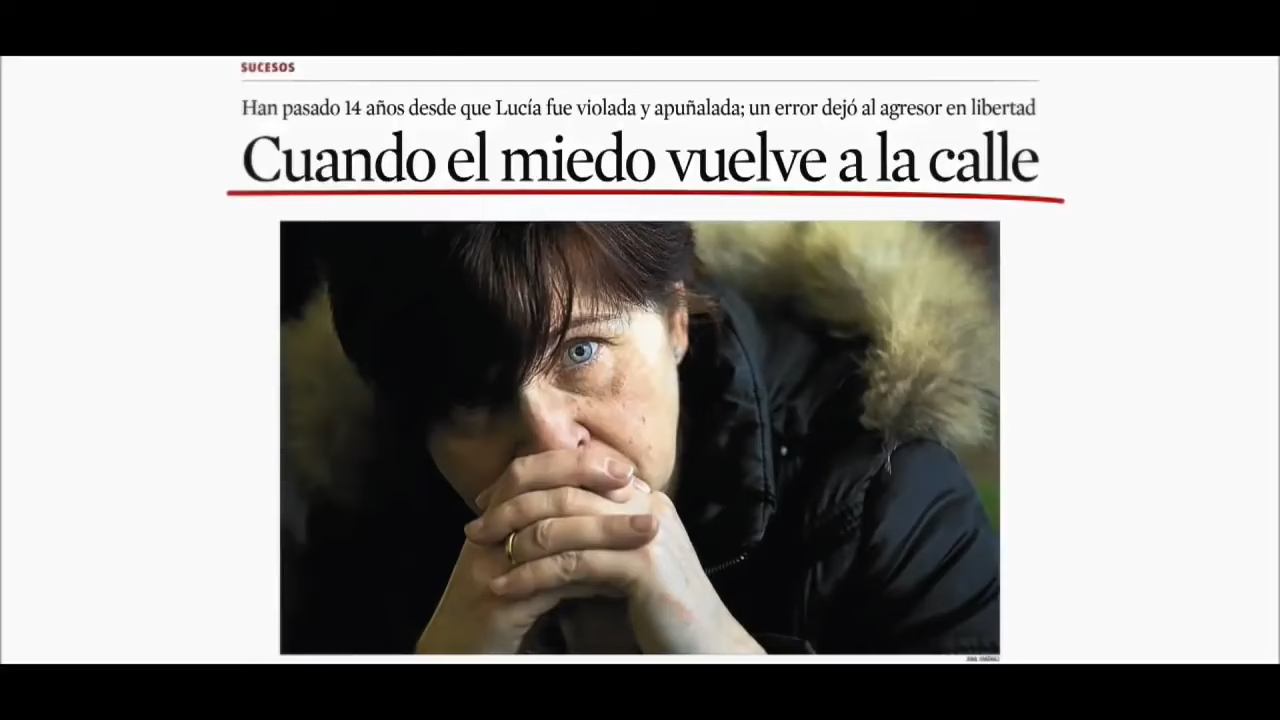 SUCESOS
Han pasado 14 años desde que Lucía fue violada y apuñalada; un error dejó al agresor en libertad
Cuando el miedo vuelve a la calle